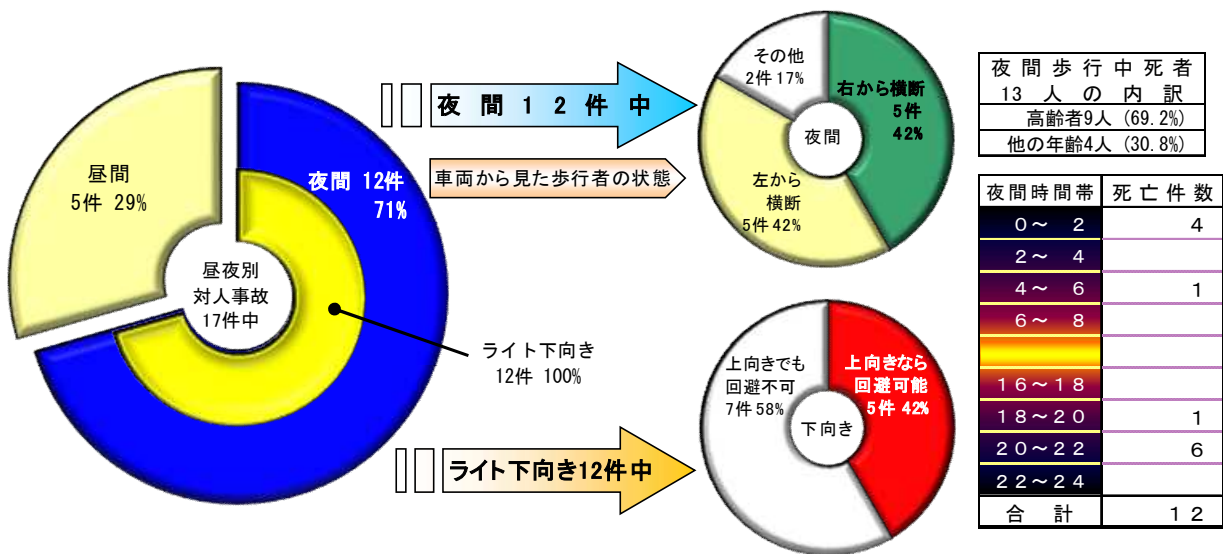 昼間
5件 29%
夜間 12件
71%
昼夜別
対人事故
17件中
ライト下向き
12件 100%
夜間12件中
車両から見た歩行者の状態
その他
2件 17%
右から横断
5件
42%
左から
横断
5件 42%
夜間
ライト下向き12件中
上向きでも
回避不可
7件 58%
上向きなら
回避可能
5件 42%
下向き
夜間歩行中死者
13人の内訳
高齢者9人 (69.2%)
他の年齢4人 (30.8%)
夜間時間帯 死亡件数
0~ 2 4
2~ 4
4~ 6 1
6~ 8
16~18
18~20 1
20~22 6
22~24
合計 12